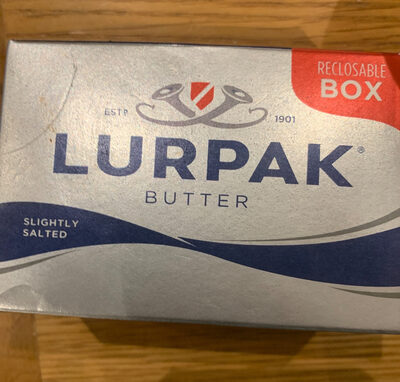 RECLOSABLE
BOX
ESTD 1901
LURPAK®
BUTTER
SLIGHTLY
SALTED